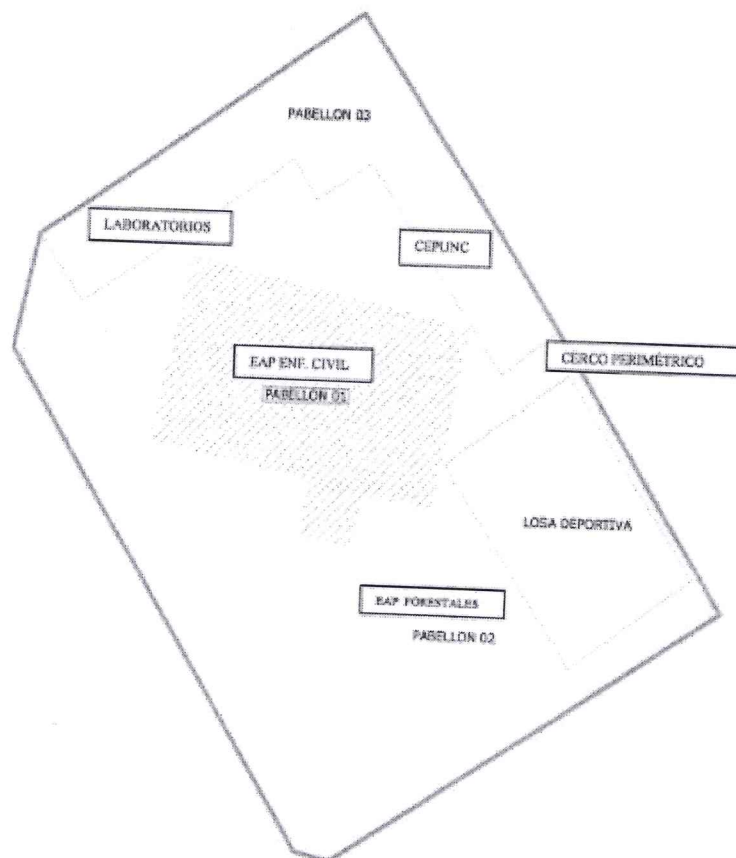 PABELLON 03
LABORATORIOS
CEPUNC
EAP ENF. CIVIL
PABELLON 01
CERCO PERIMÉTRICO
LOSA DEPORTIVA
EAP FORESTALES
PABELLON 02